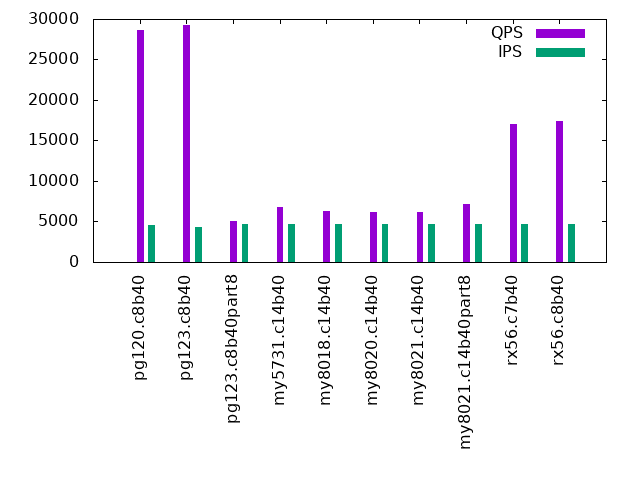 30000
25000
20000
15000
10000
5000
0
QPS
IPS
pg120.c8b40
pg123.c8b40
pg123.c8b40part8
my5731.c14b40
my8018.c14b40
my8020.c14b40
my8021.c14b40
my8021.c14b40part8
rx56.c7b40
rx56.c8b40